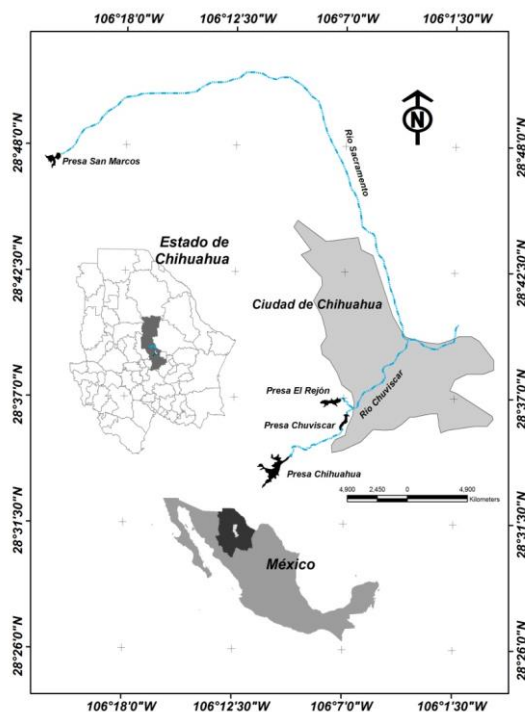 106°18'0"W 106°12'30"W 106°7'0"W 106°1'30"W
28°48'0"N
28°48'0"N
N
Presa San Marcos
Río Sacramento
Estado de
Chihuahua
28°42'30"N
28°42'30"N
Ciudad de Chihuahua
Presa El Rejón
28°37'0"N
28°37'0"N
Presa Chuviscar
Río Chuviscar
Presa Chihuahua
4,900 2,450 0 4,900
Kilometers
28°31'30"N
28°31'30"N
México
28°26'0"N
28°26'0"N
106°18'0"W 106°12'30"W 106°7'0"W 106°1'30"W